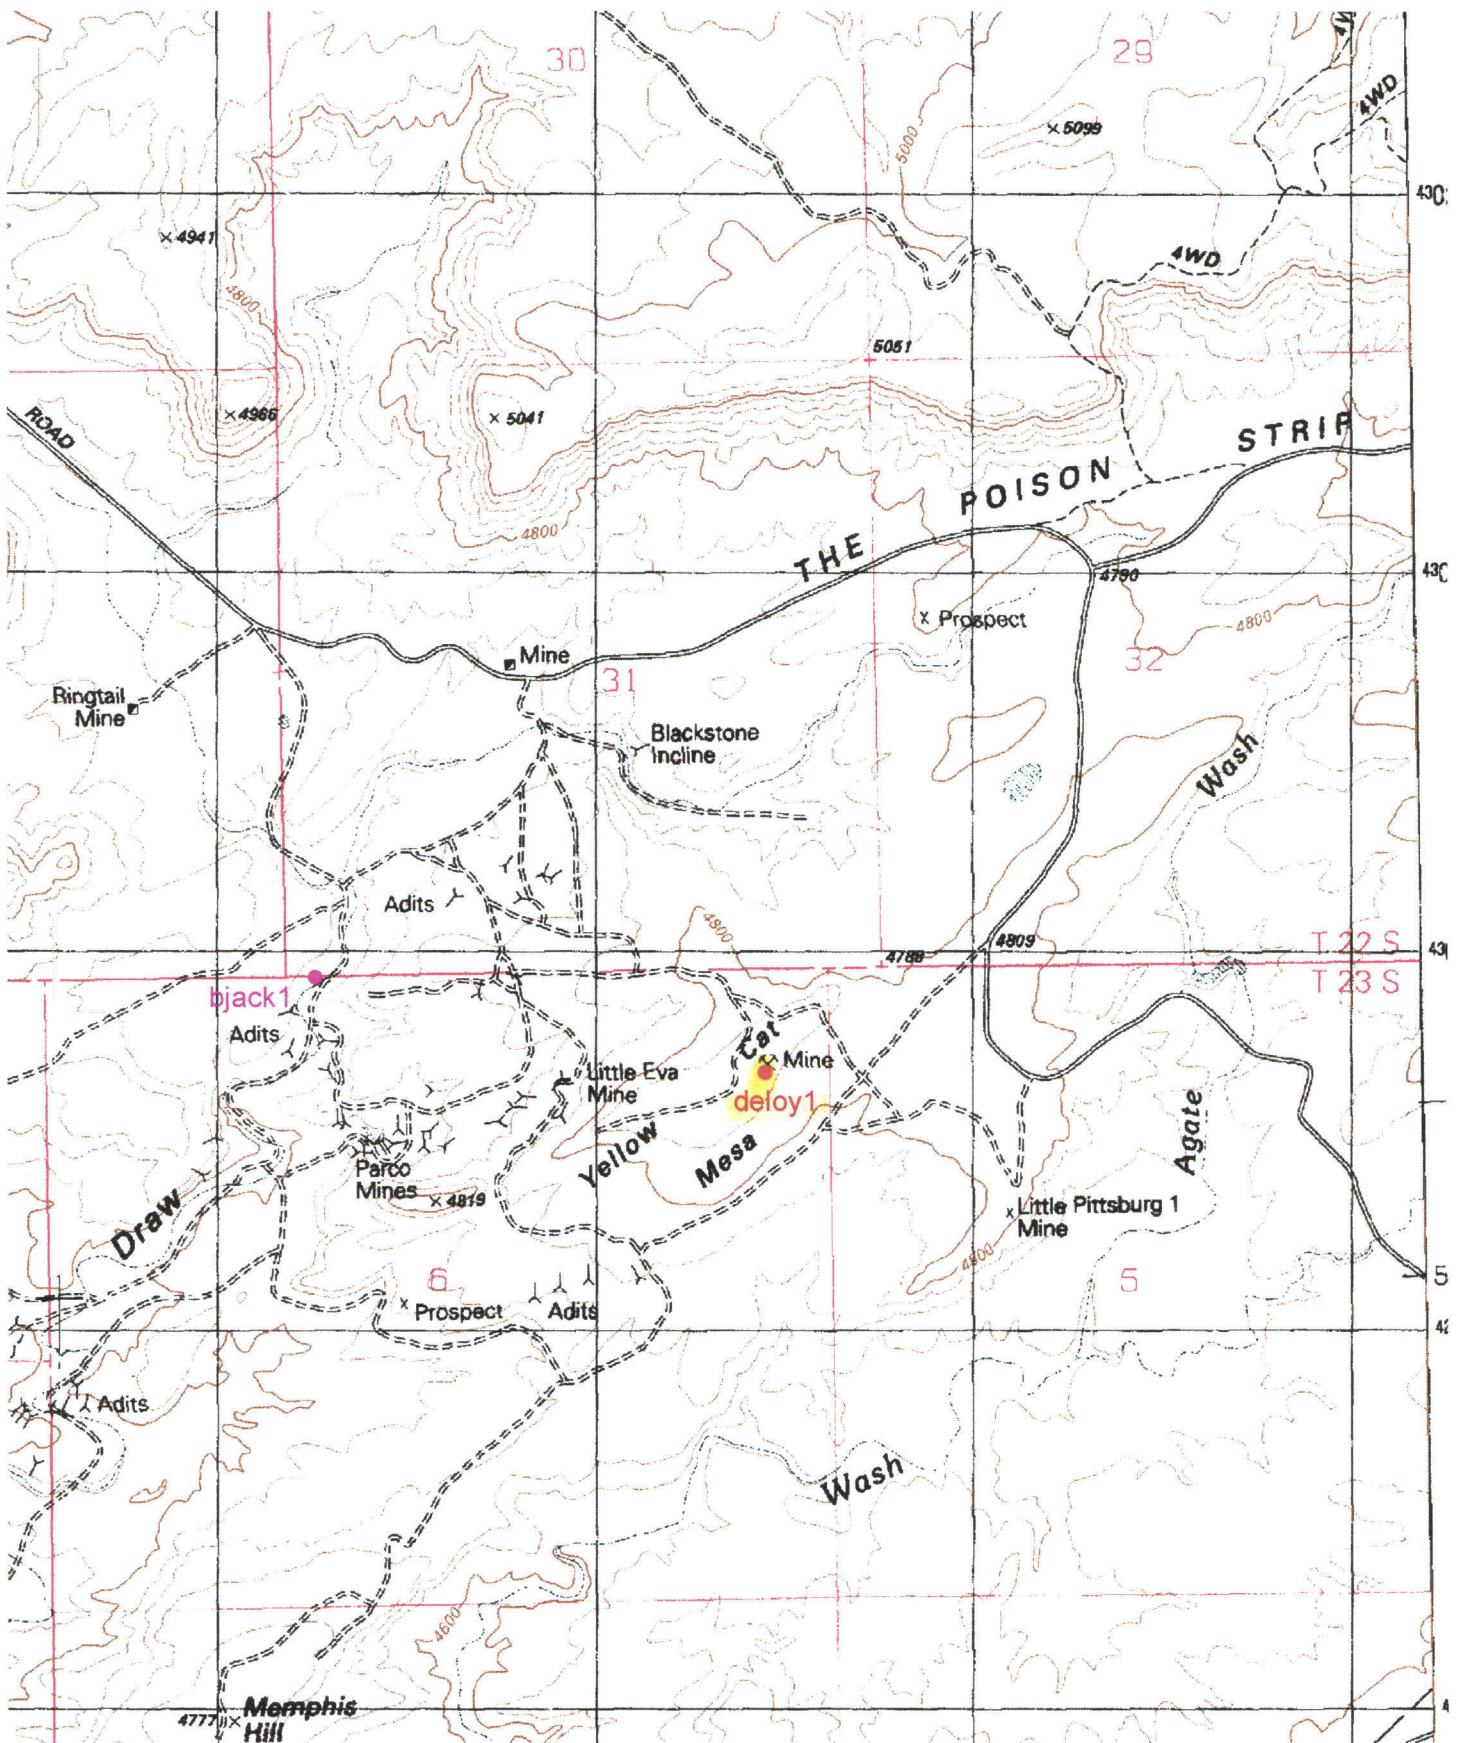 30
29
4WD
5099
5000
4941
4WD
4800
5051
4966
5041
ROAD
THE POISON STRIP
4800
4790
Prospect
4800
Mine
31
32
Ringtail
Mine
Blackstone
Incline
Wash
Adits
4800
4809
4788
T 22 S
T 23 S
bjack1
Adits
Cat
Mine
Little Eva
Mine
deloy1
Yellow
Mesa
Agate
Parco
Mines
4819
Draw
Little Pittsburg 1
Mine
4800
6
5
5
Prospect
Adits
Adits
Wash
4600
Memphis
Hill
4777